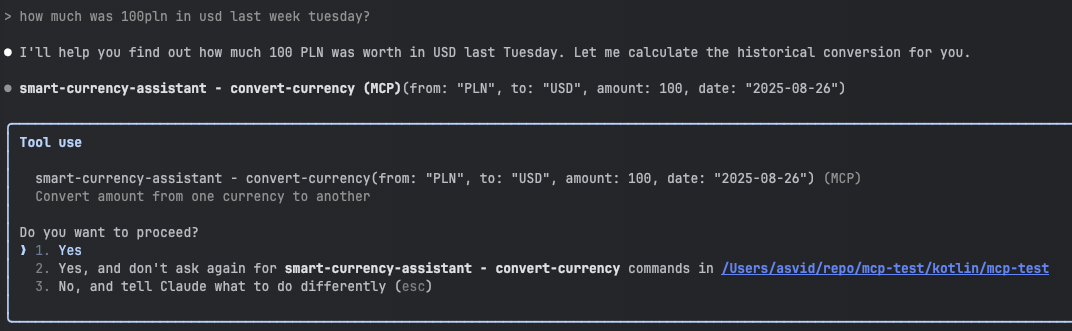 > how much was 100pln in usd last week tuesday?
● I'll help you find out how much 100 PLN was worth in USD last Tuesday. Let me calculate the historical conversion for you.
● smart-currency-assistant - convert-currency (MCP)(from: "PLN", to: "USD", amount: 100, date: "2025-08-26")
Tool use
smart-currency-assistant - convert-currency(from: "PLN", to: "USD", amount: 100, date: "2025-08-26") (MCP)
Convert amount from one currency to another
Do you want to proceed?
❯ 1. Yes
2. Yes, and don't ask again for smart-currency-assistant - convert-currency commands in /Users/asvid/repo/mcp-test/kotlin/mcp-test
3. No, and tell Claude what to do differently (esc)